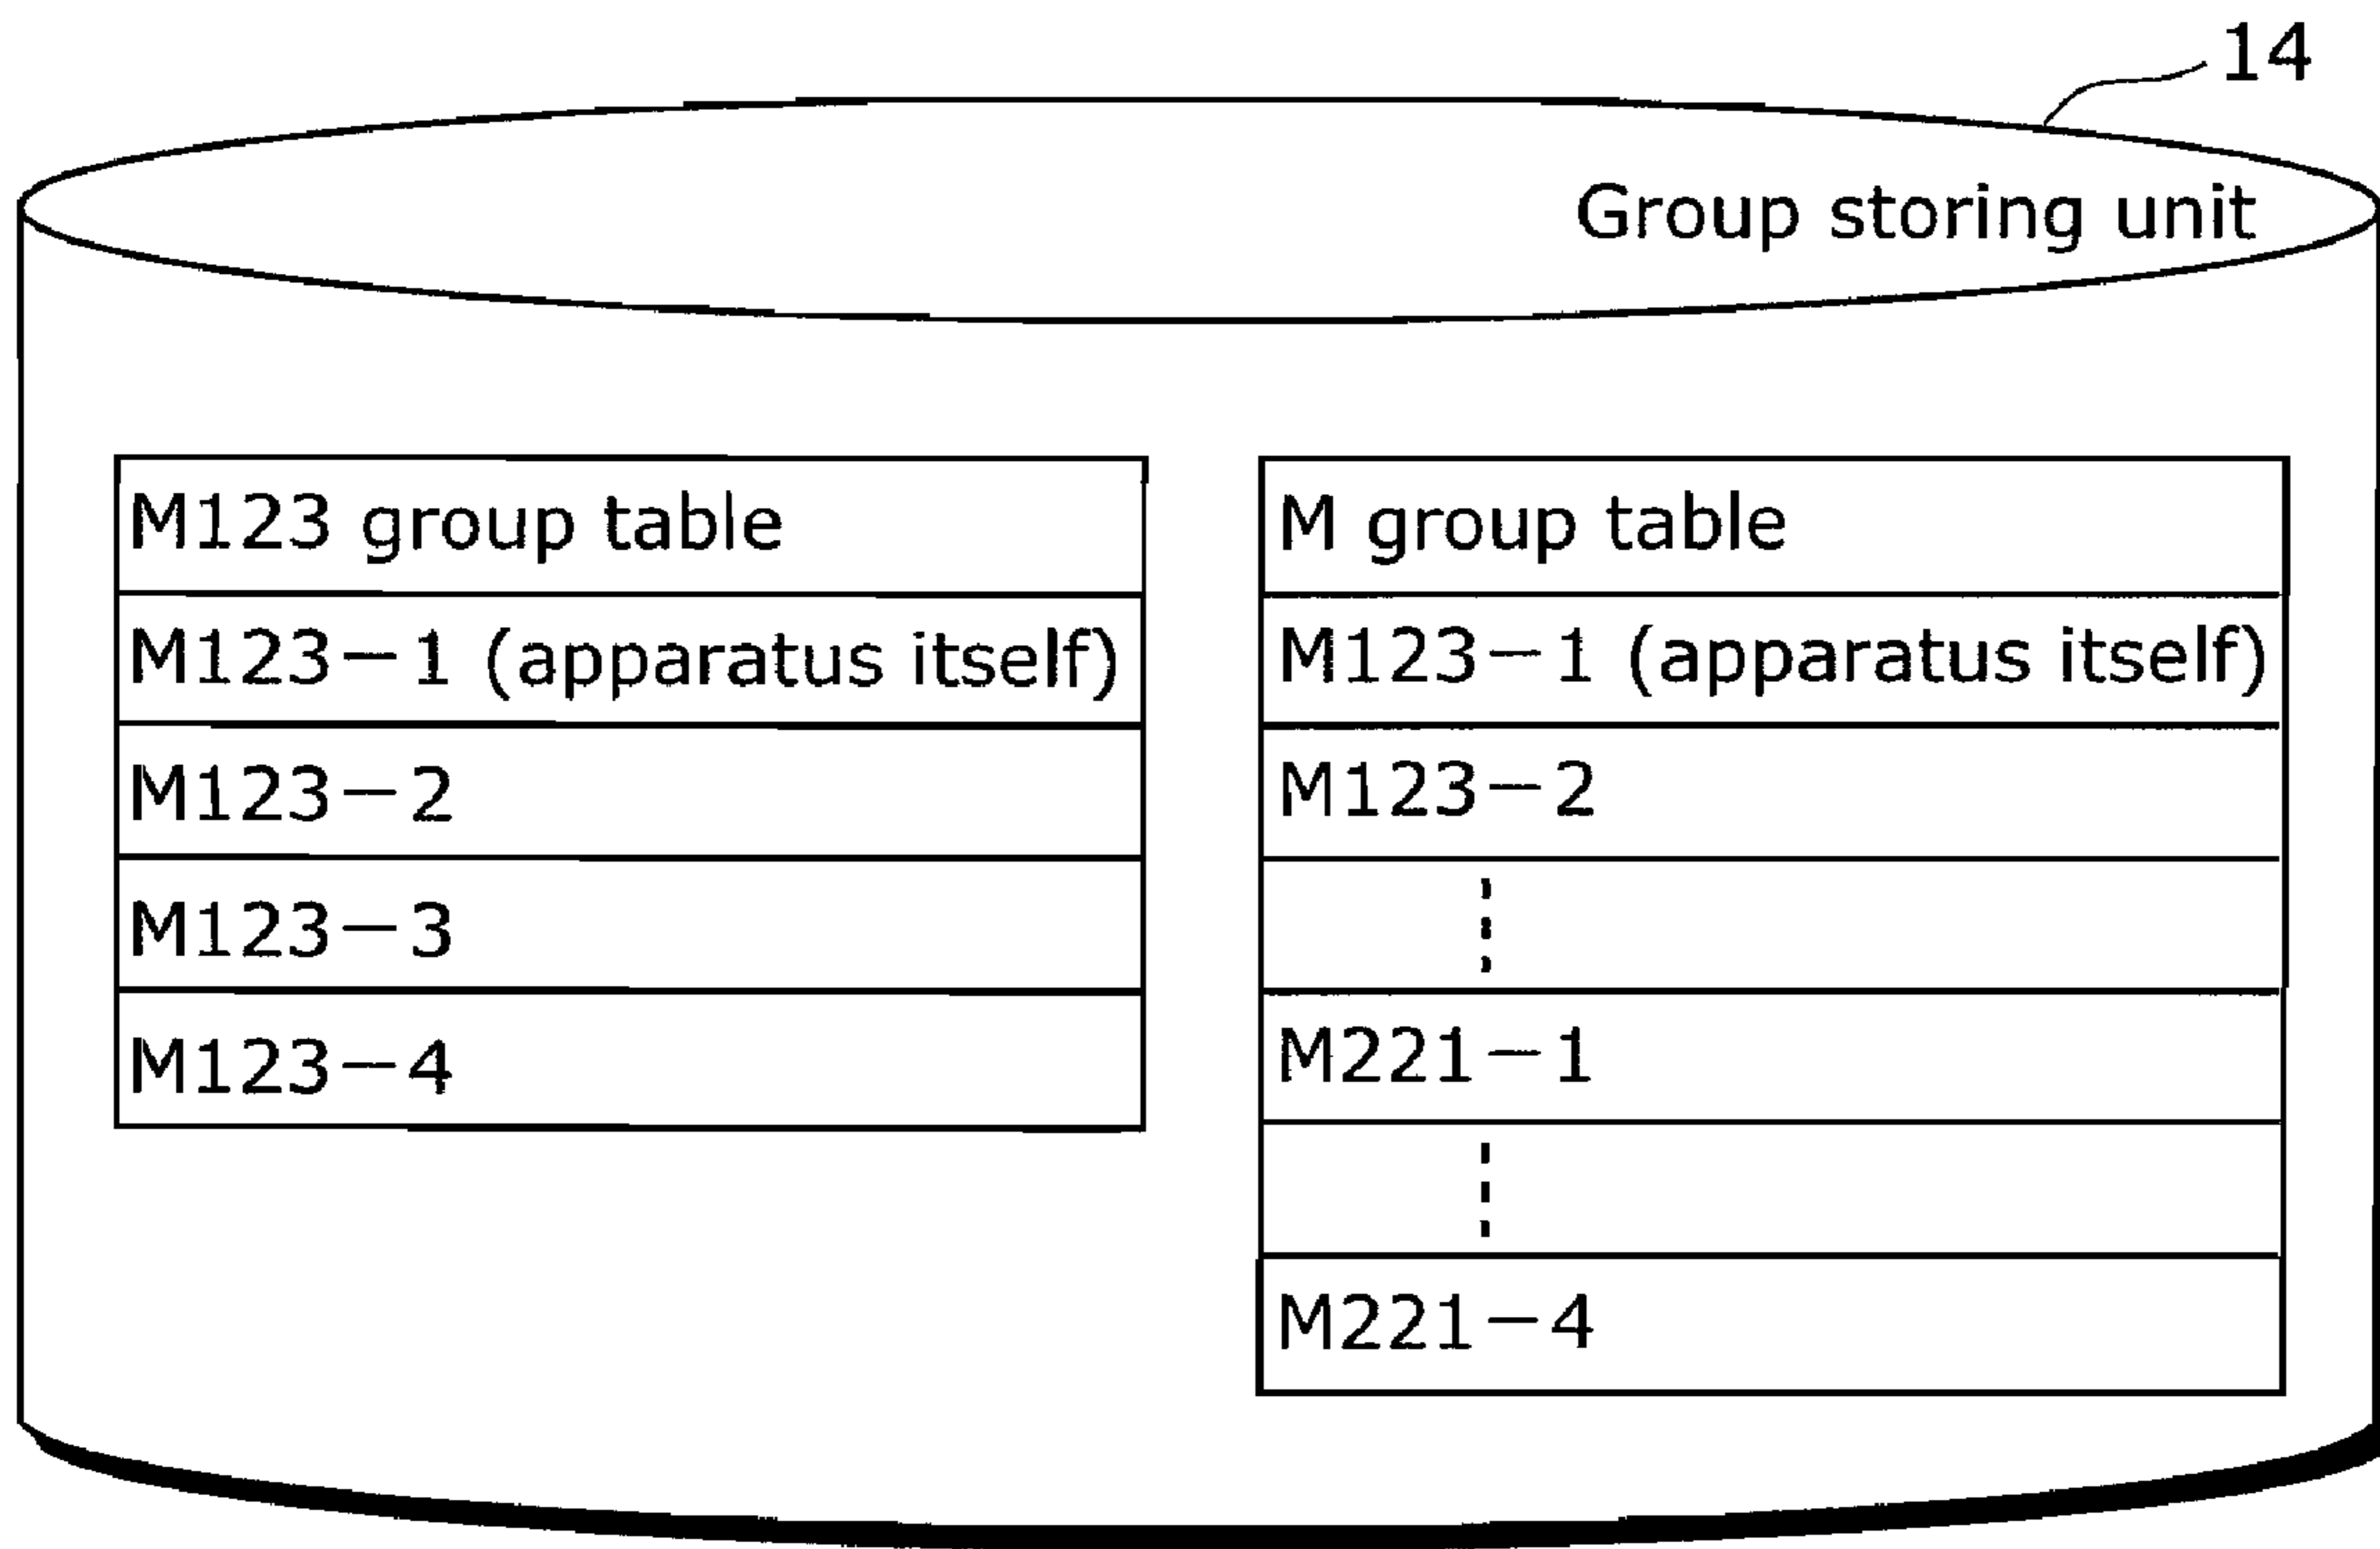 14
Group storing unit
M123 group table
M123－1 (apparatus itself)
M123－2
M123－3
M123－4
M group table
M123－1 (apparatus itself)
M123－2
M221－1
M221－4